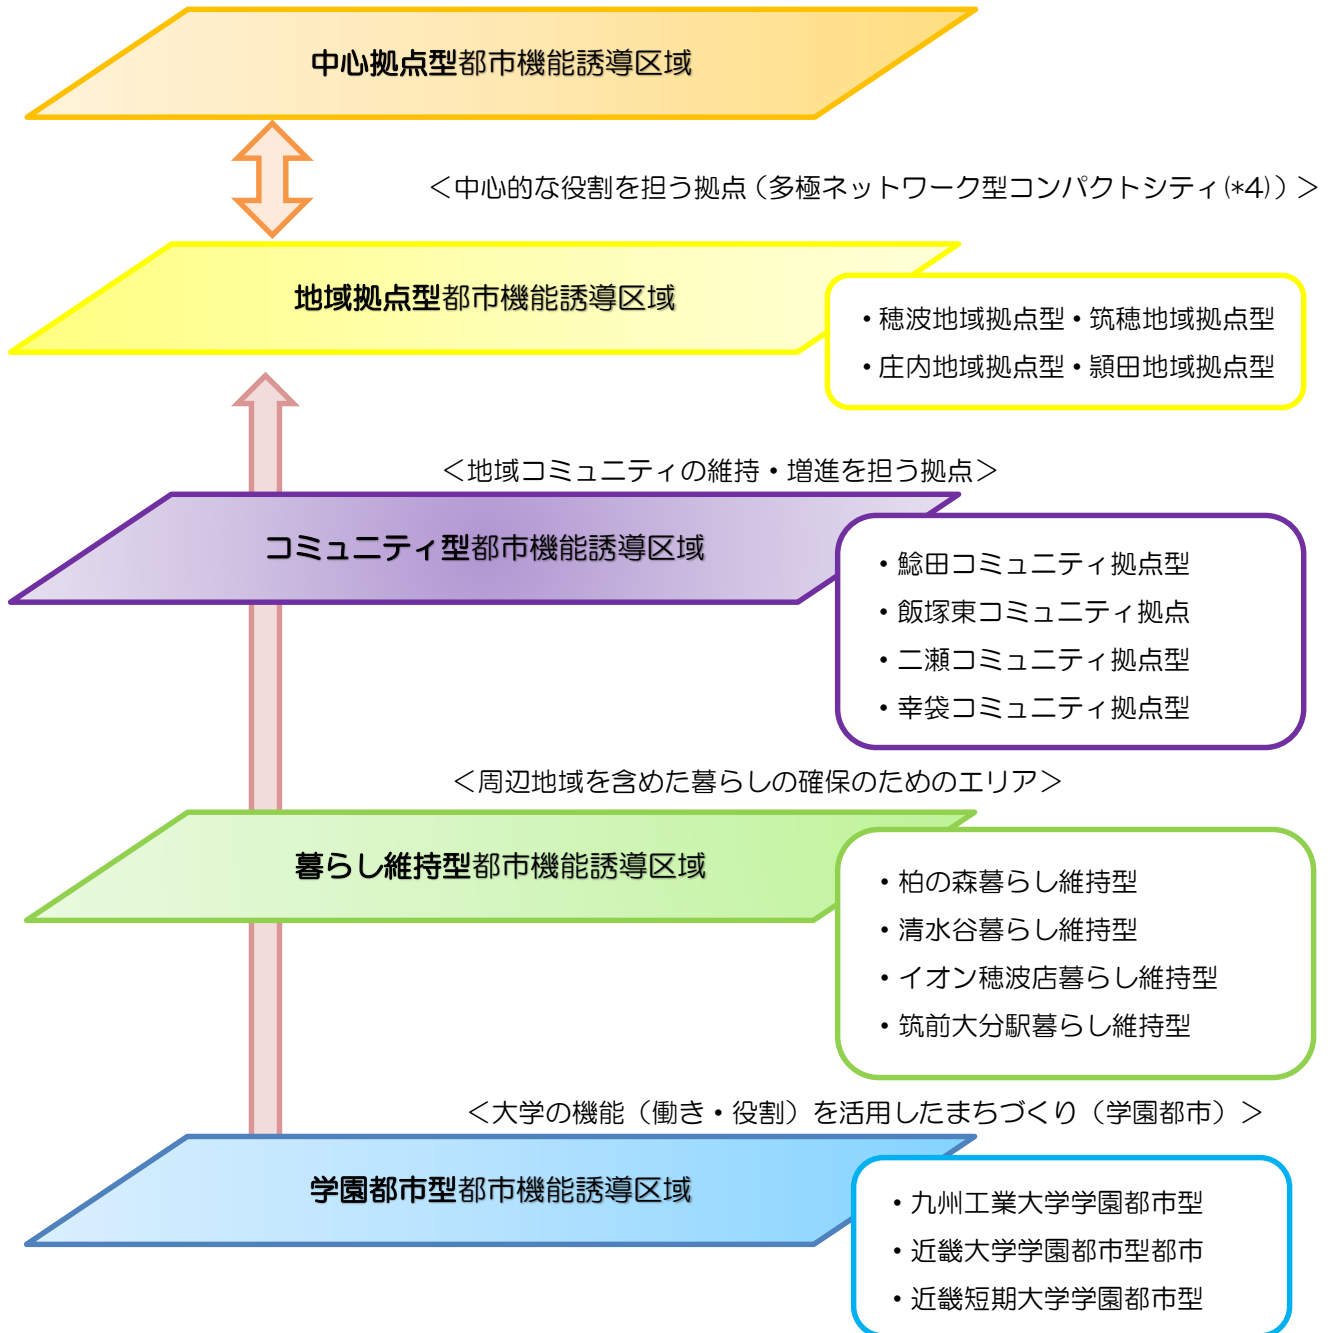 中心拠点型都市機能誘導区域
＜中心的な役割を担う拠点（多極ネットワーク型コンパクトシティ(*4)）＞
地域拠点型都市機能誘導区域
・穂波地域拠点型・筑穂地域拠点型
・庄内地域拠点型・頴田地域拠点型
＜地域コミュニティの維持・増進を担う拠点＞
コミュニティ型都市機能誘導区域
・鯰田コミュニティ拠点型
・飯塚東コミュニティ拠点
・二瀬コミュニティ拠点型
・幸袋コミュニティ拠点型
＜周辺地域を含めた暮らしの確保のためのエリア＞
暮らし維持型都市機能誘導区域
・柏の森暮らし維持型
・清水谷暮らし維持型
・イオン穂波店暮らし維持型
・筑前大分駅暮らし維持型
＜大学の機能（働き・役割）を活用したまちづくり（学園都市）＞
学園都市型都市機能誘導区域
・九州工業大学学園都市型
・近畿大学学園都市型都市
・近畿短期大学学園都市型